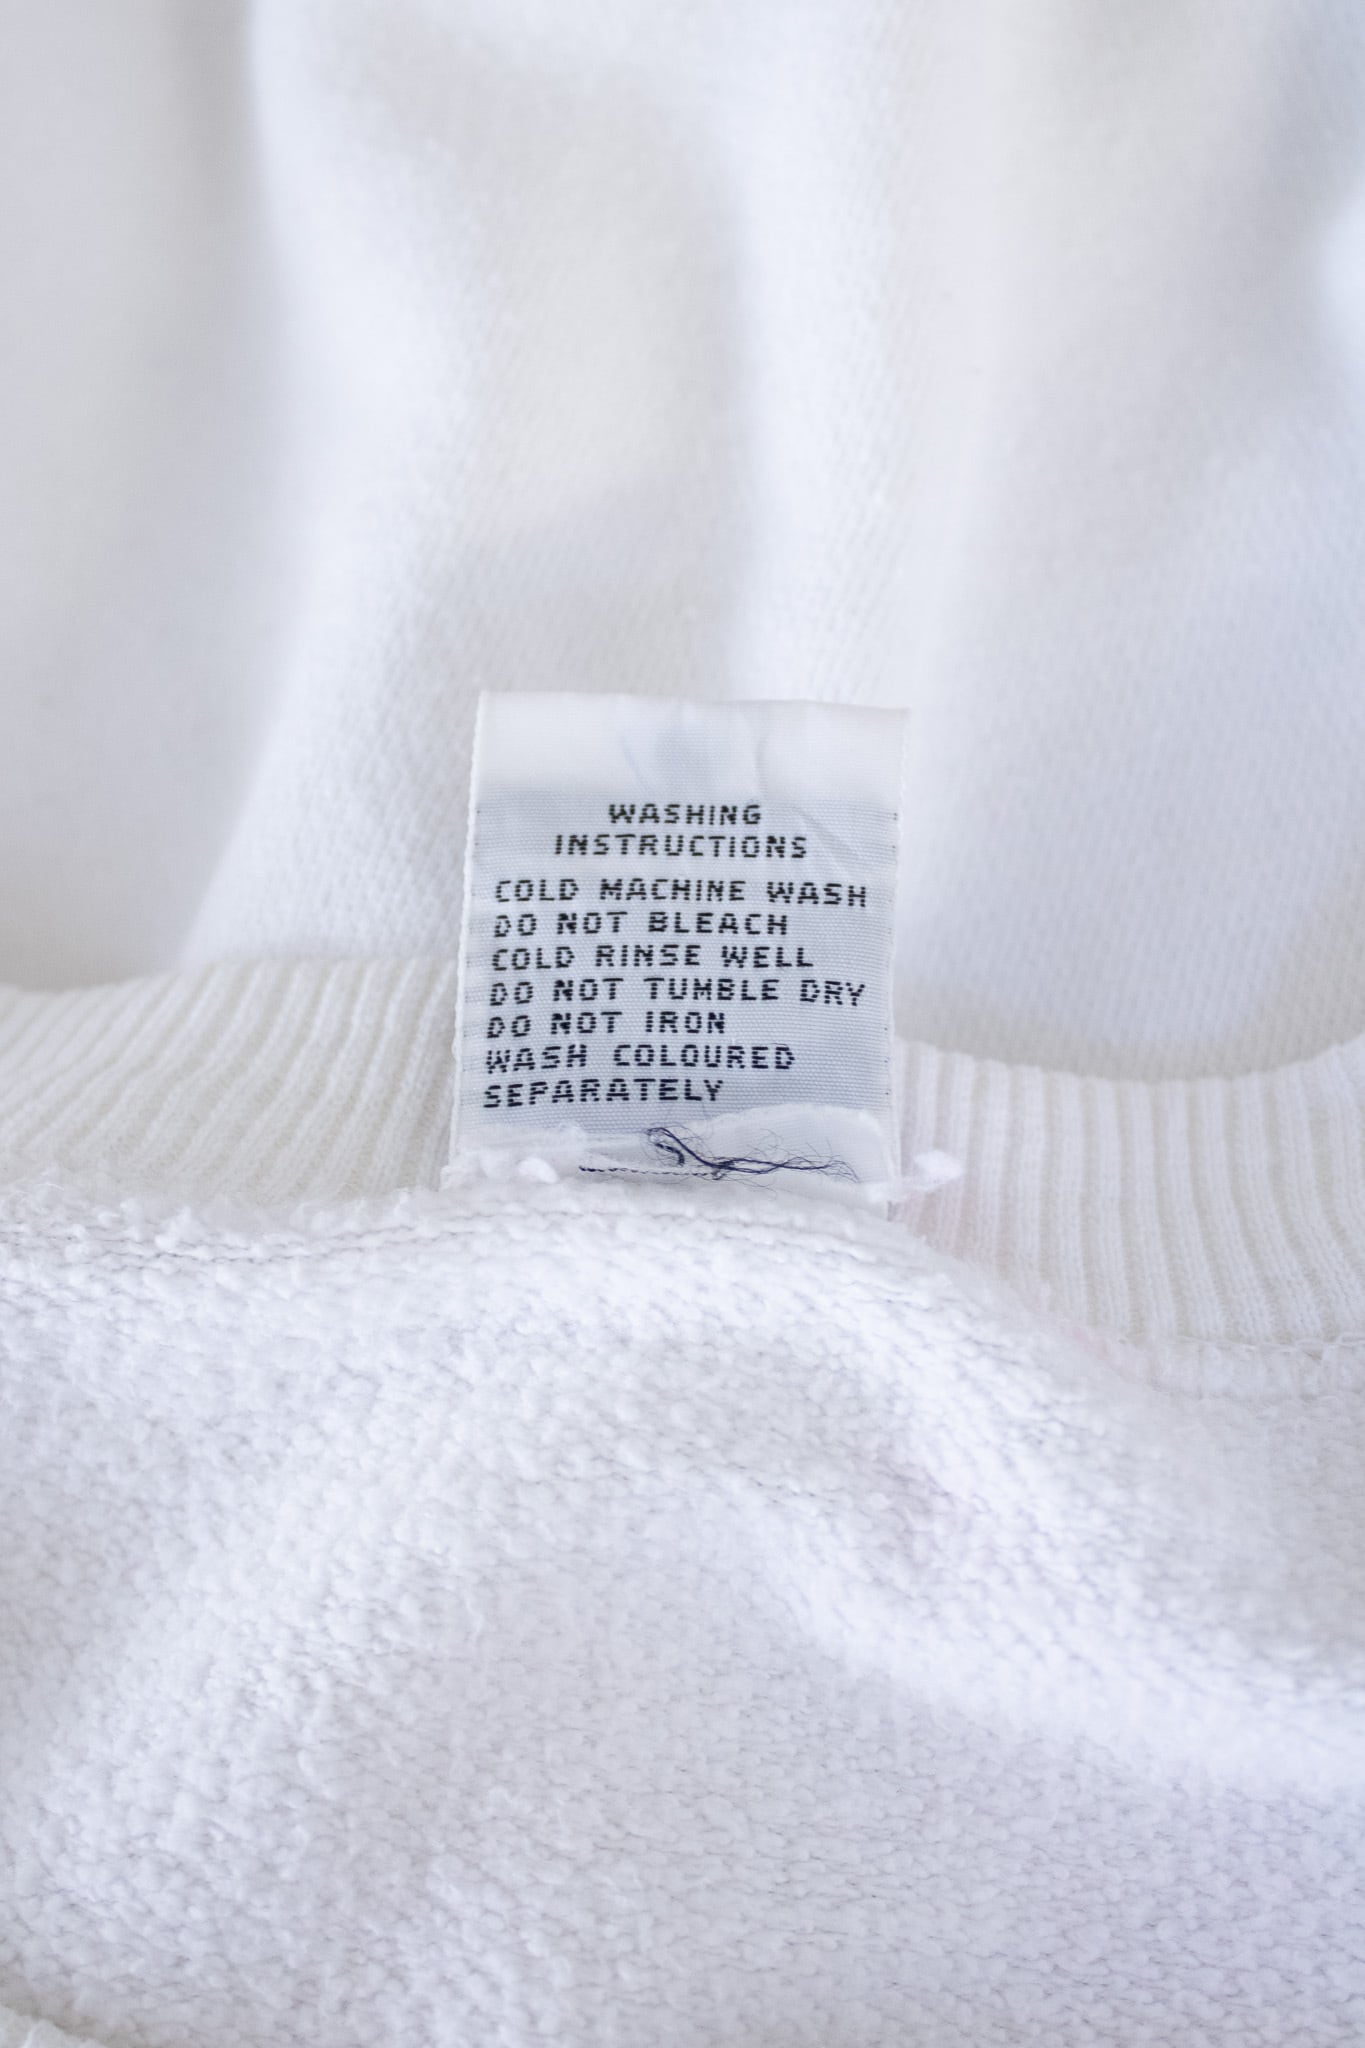 WASHING
INSTRUCTIONS
COLD MACHINE WASH
DO NOT BLEACH
COLD RINSE WELL
DO NOT TUMBLE DRY
DO NOT IRON
WASH COLOURED
SEPARATELY